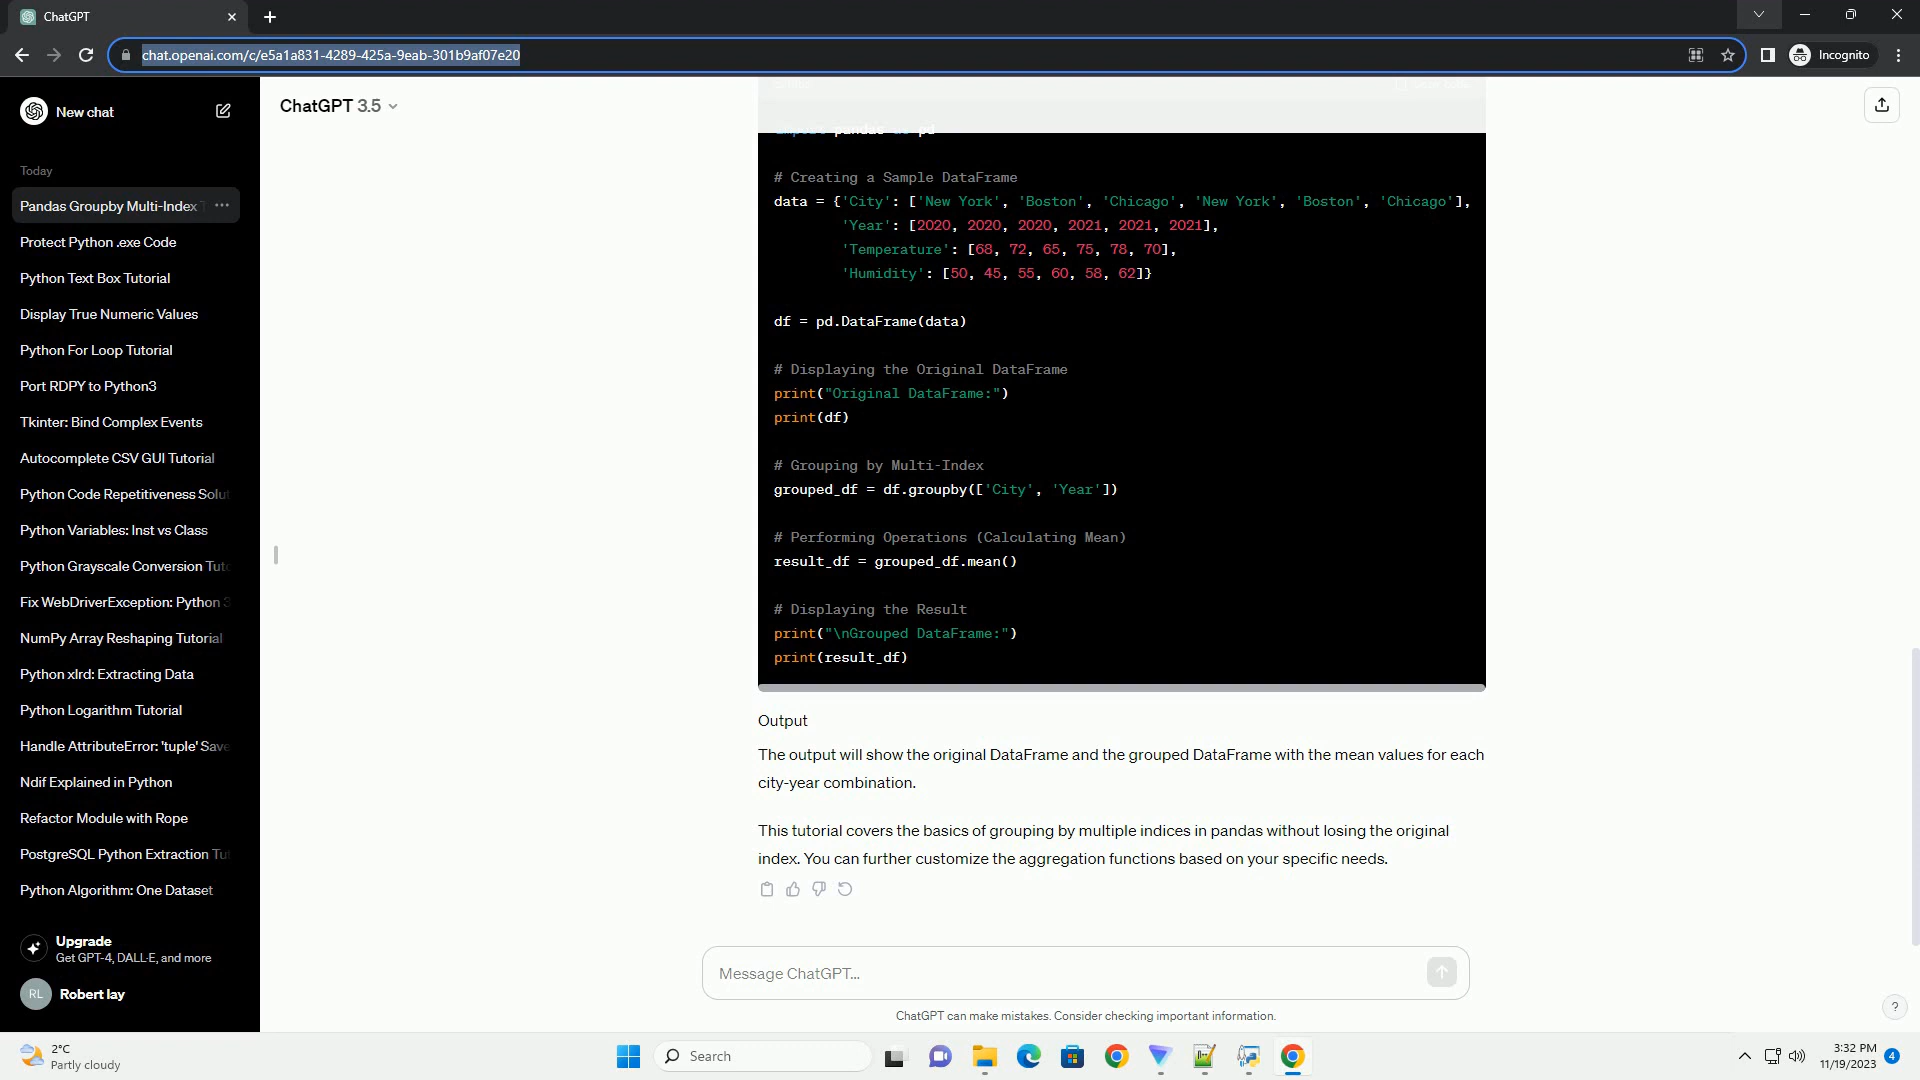 ChatGPT
chat.openai.com/c/e5a1a831-4289-425a-9eab-301b9af07e20
Incognito
New chat
Today
Pandas Groupby Multi-Index
Protect Python .exe Code
Python Text Box Tutorial
Display True Numeric Values
Python For Loop Tutorial
Port RDPY to Python3
Tkinter: Bind Complex Events
Autocomplete CSV GUI Tutorial
Python Code Repetitiveness Solut
Python Variables: Inst vs Class
Python Grayscale Conversion Tuto
Fix WebDriverException: Python 3
NumPy Array Reshaping Tutorial
Python xlrd: Extracting Data
Python Logarithm Tutorial
Handle AttributeError: 'tuple' Save
Ndif Explained in Python
Refactor Module with Rope
PostgreSQL Python Extraction Tut
Python Algorithm: One Dataset
Upgrade
Get GPT-4, DALL·E, and more
RL
Robert lay
ChatGPT 3.5
import pandas as pd
# Creating a Sample DataFrame
data = {'City': ['New York', 'Boston', 'Chicago', 'New York', 'Boston', 'Chicago'],
'Year': [2020, 2020, 2020, 2021, 2021, 2021],
'Temperature': [68, 72, 65, 75, 78, 70],
'Humidity': [50, 45, 55, 60, 58, 62]}
df = pd.DataFrame(data)
# Displaying the Original DataFrame
print("Original DataFrame:")
print(df)
# Grouping by Multi-Index
grouped_df = df.groupby(['City', 'Year'])
# Performing Operations (Calculating Mean)
result_df = grouped_df.mean()
# Displaying the Result
print("\nGrouped DataFrame:")
print(result_df)
Output
The output will show the original DataFrame and the grouped DataFrame with the mean values for each
city-year combination.
This tutorial covers the basics of grouping by multiple indices in pandas without losing the original
index. You can further customize the aggregation functions based on your specific needs.
Message ChatGPT...
ChatGPT can make mistakes. Consider checking important information.
?
2°C
Partly cloudy
Search
3:32 PM
11/19/2023
4